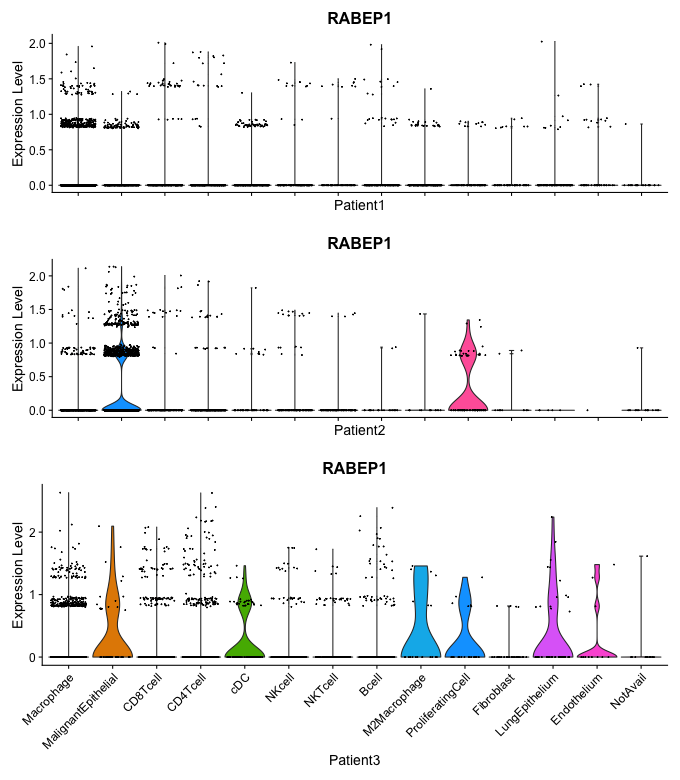 RABEP1
Expression Level
2.0
1.5
1.0
0.5
0.0
Patient1
RABEP1
Expression Level
2.0
1.5
1.0
0.5
0.0
Patient2
RABEP1
Expression Level
2
1
0
Macrophage
MalignantEpithelial
CD8Tcell
CD4Tcell
cDC
NKcell
NKTcell
Bcell
M2Macrophage
ProliferatingCell
Fibroblast
LungEpithelium
Endothelium
NotAvail
Patient3